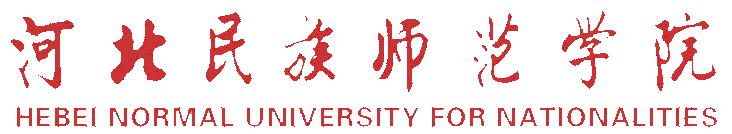 河北民族师范学院
HEBEI NORMAL UNIVERSITY FOR NATIONALITIES